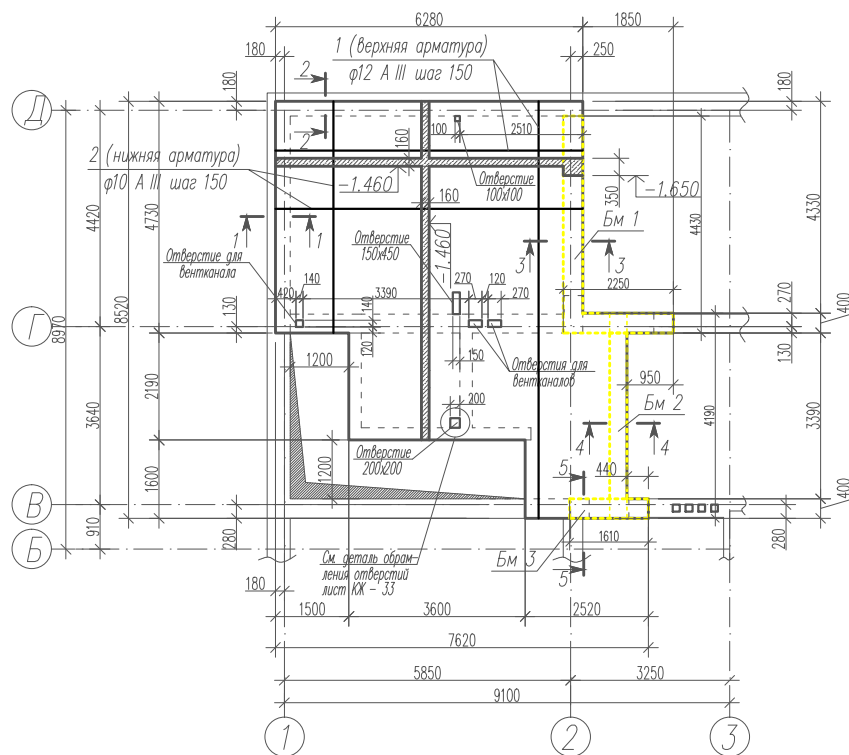 6280
1850
180
1 (верхняя арматура)
φ12 А III шаг 150
250
180
2
180
Д
2
100
2510
160
2 (нижняя арматура)
φ10 А III шаг 150
-1.460
Отверстие
100х100
350
-1.650
4430
4330
4420
4730
8520
8970
160
1
1
Отверстие
150х450
-1.460
Бм 1
3
3
Отверстие для
вентканала
140
420
3390
270
120
270
2250
270
400
130
140
120
Г
130
1200
150
Отверстия для
вентканалов
950
2190
3640
200
4190
Бм 2
3390
4
4
Отверстие
200х200
5
440
1200
1600
400
В
910
280
280
Б
См. деталь обрам-
ления отверстий
лист КЖ - 33
Бм 3
1610
5
180
1500
3600
2520
7620
5850
3250
9100
1
2
3